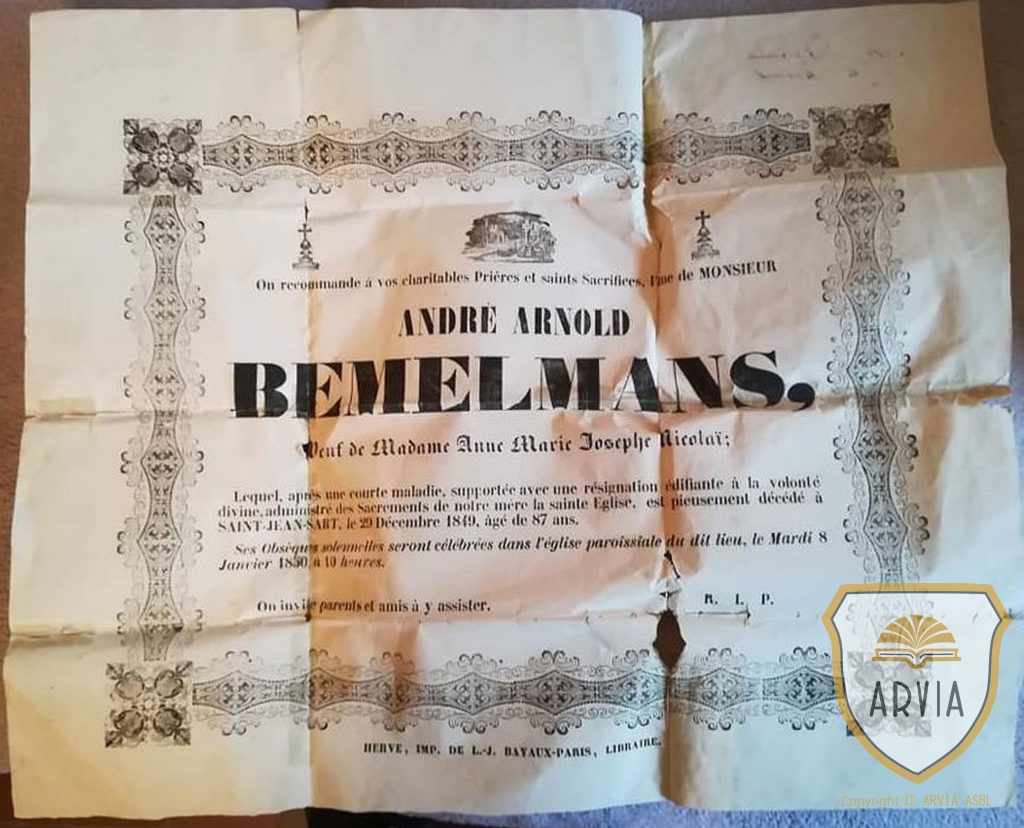 On recommande à vos charitables Prières et saints Sacrifices, l'âme de MONSIEUR
ANDRÉ ARNOLD
BEMELMANS,
Veuf de Madame Anne Marie Josephe Nicolaï;
Lequel, après une courte maladie, supportée avec une résignation édifiante à la volonté
divine, administré des Sacrements de notre mère la sainte Eglise, est pieusement décédé à
SAINT-JEAN-SART, le 29 Décembre 1849, âgé de 87 ans.
Ses Obsèques solennelles seront célébrées dans l'église paroissiale du dit lieu, le Mardi 8
Janvier 1850, à 10 heures.
On invite parents et amis à y assister.
R. I. P.
HERVE, IMP. DE L.-J. BAYAUX-PARIS, LIBRAIRE.
ARVIA
Copyright © ARVIA ASBL